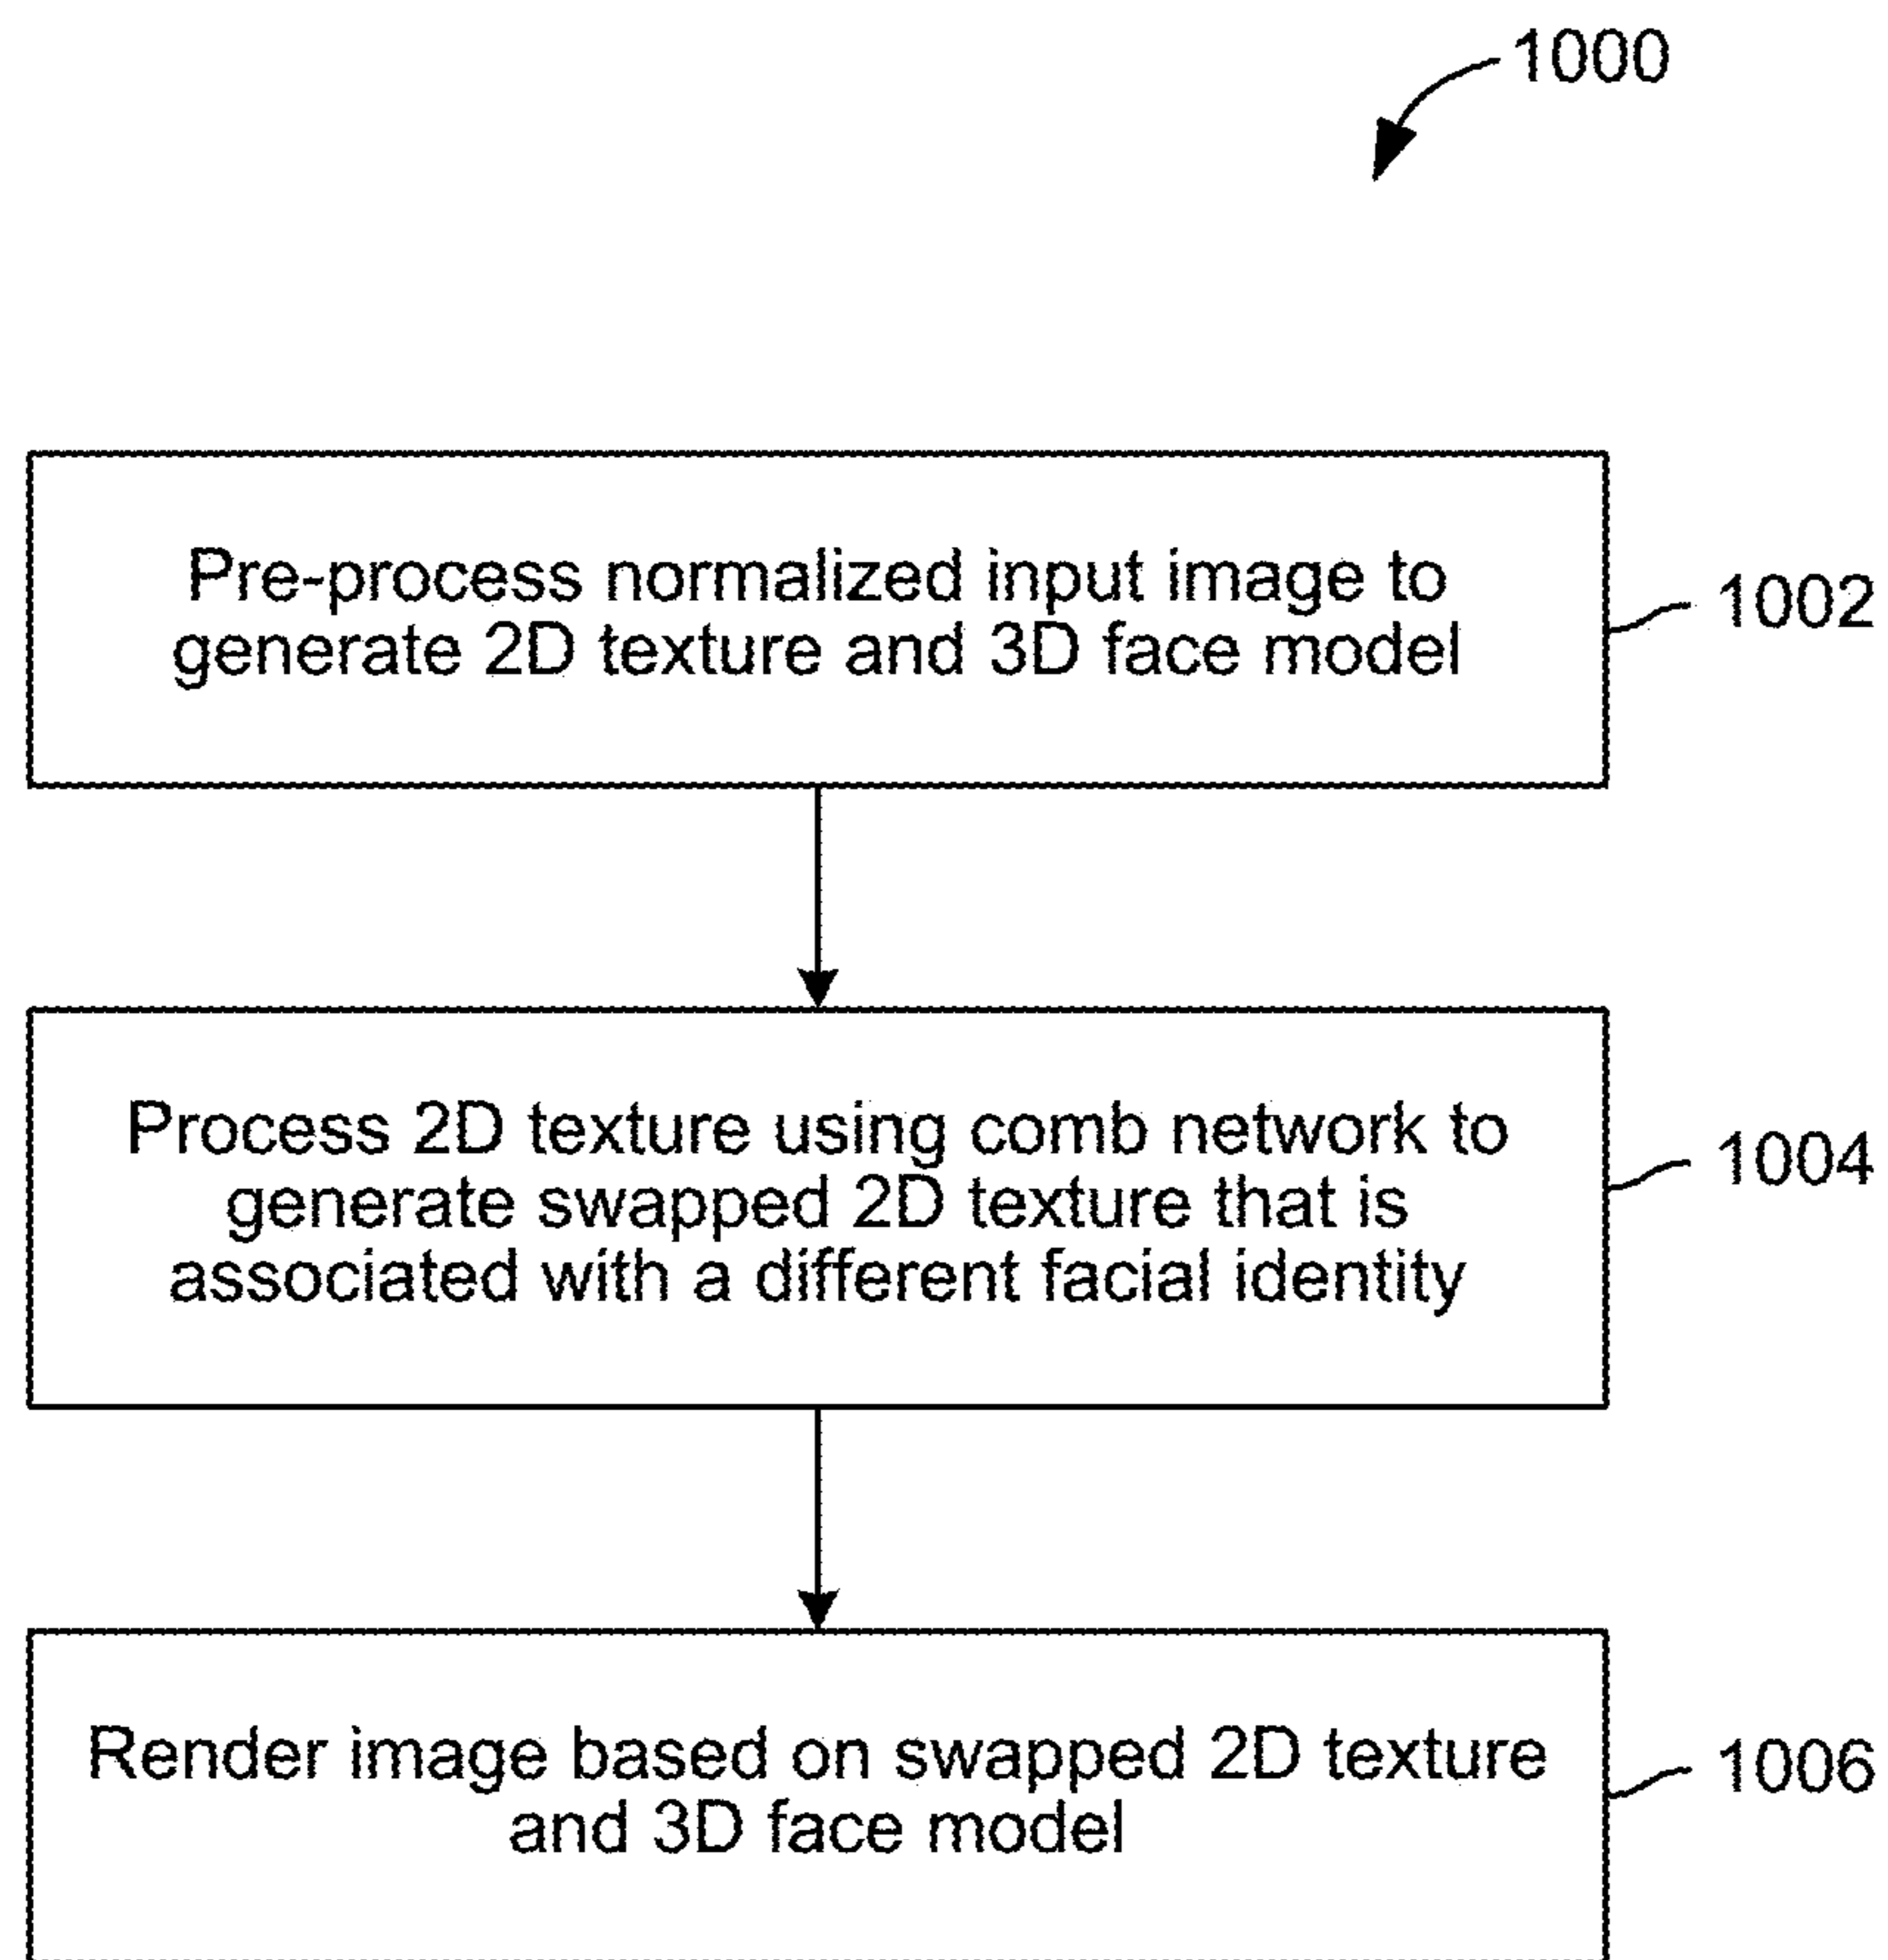 1000
Pre-process normalized input image to
generate 2D texture and 3D face model
1002
Process 2D texture using comb network to
generate swapped 2D texture that is
associated with a different facial identity
1004
Render image based on swapped 2D texture
and 3D face model
1006